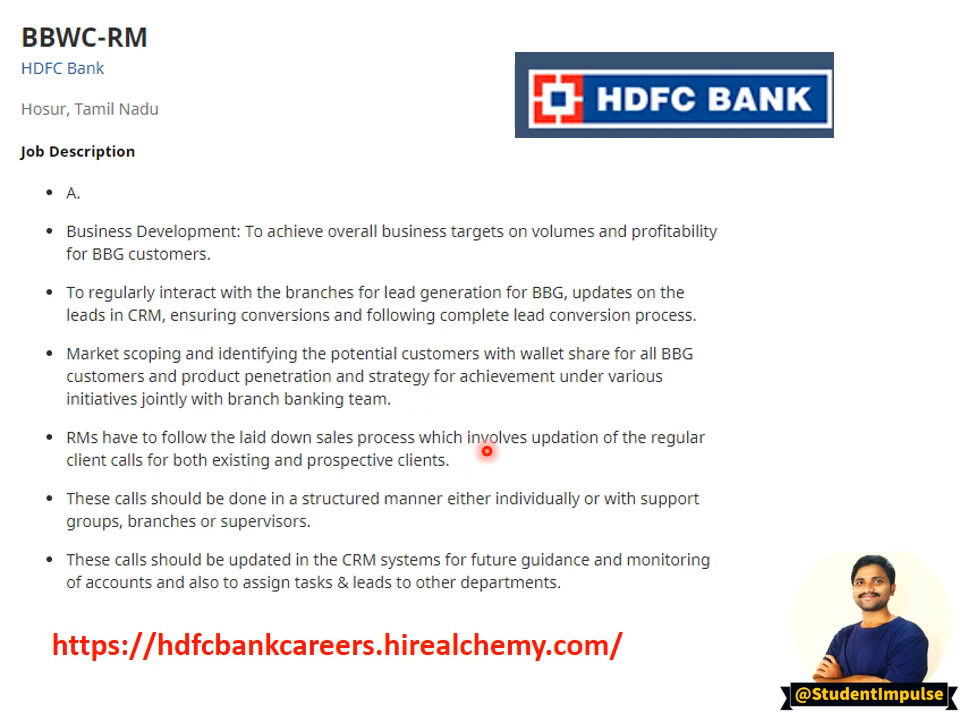 BBWC-RM
HDFC Bank
HDFC BANK
Hosur, Tamil Nadu
Job Description
• A.
• Business Development: To achieve overall business targets on volumes and profitability
for BBG customers.
• To regularly interact with the branches for lead generation for BBG, updates on the
leads in CRM, ensuring conversions and following complete lead conversion process.
• Market scoping and identifying the potential customers with wallet share for all BBG
customers and product penetration and strategy for achievement under various
initiatives jointly with branch banking team.
• RMs have to follow the laid down sales process which involves updation of the regular
client calls for both existing and prospective clients.
• These calls should be done in a structured manner either individually or with support
groups, branches or supervisors.
• These calls should be updated in the CRM systems for future guidance and monitoring
of accounts and also to assign tasks & leads to other departments.
https://hdfcbankcareers.hirealchemy.com/
@StudentImpulse